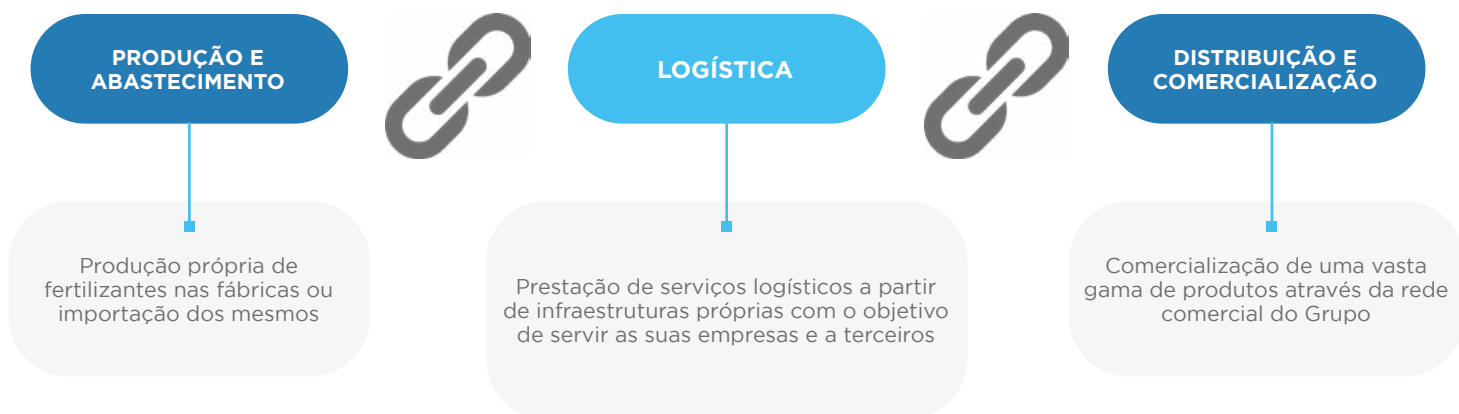 PRODUÇÃO E
ABASTECIMENTO
LOGÍSTICA
DISTRIBUIÇÃO E
COMERCIALIZAÇÃO
Produção própria de
fertilizantes nas fábricas ou
importação dos mesmos
Prestação de serviços logísticos a partir
de infraestruturas próprias com o objetivo
de servir as suas empresas e a terceiros
Comercialização de uma vasta
gama de produtos através da rede
comercial do Grupo